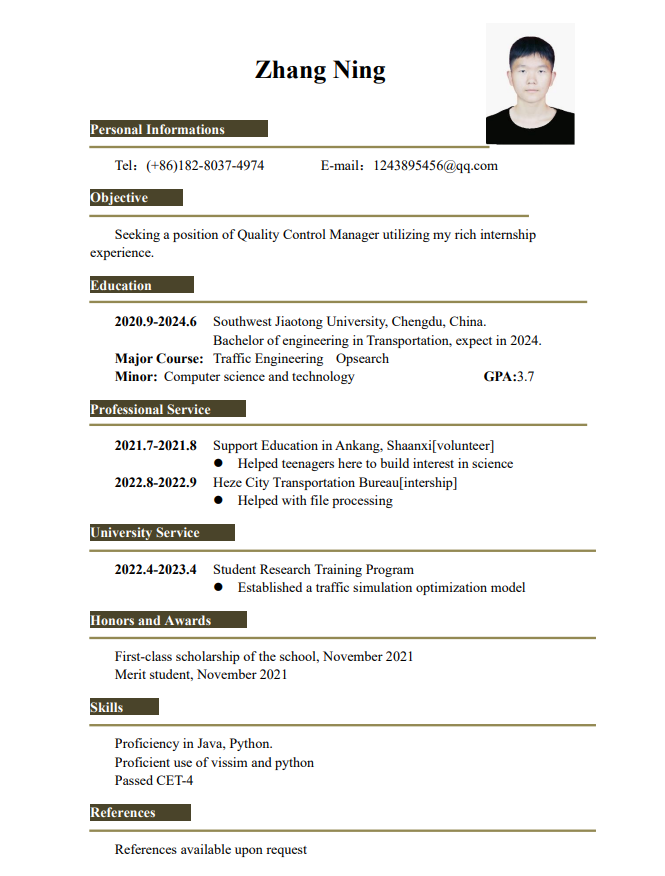 Zhang Ning
Personal Informations
Tel：(+86)182-8037-4974 E-mail：1243895456@qq.com
Objective
Seeking a position of Quality Control Manager utilizing my rich internship
experience.
Education
2020.9-2024.6 Southwest Jiaotong University, Chengdu, China.
Bachelor of engineering in Transportation, expect in 2024.
Major Course: Traffic Engineering Opsearch
Minor: Computer science and technology GPA:3.7
Professional Service
2021.7-2021.8 Support Education in Ankang, Shaanxi[volunteer]
● Helped teenagers here to build interest in science
2022.8-2022.9 Heze City Transportation Bureau[intership]
● Helped with file processing
University Service
2022.4-2023.4 Student Research Training Program
● Established a traffic simulation optimization model
Honors and Awards
First-class scholarship of the school, November 2021
Merit student, November 2021
Skills
Proficiency in Java, Python.
Proficient use of vissim and python
Passed CET-4
References
References available upon request